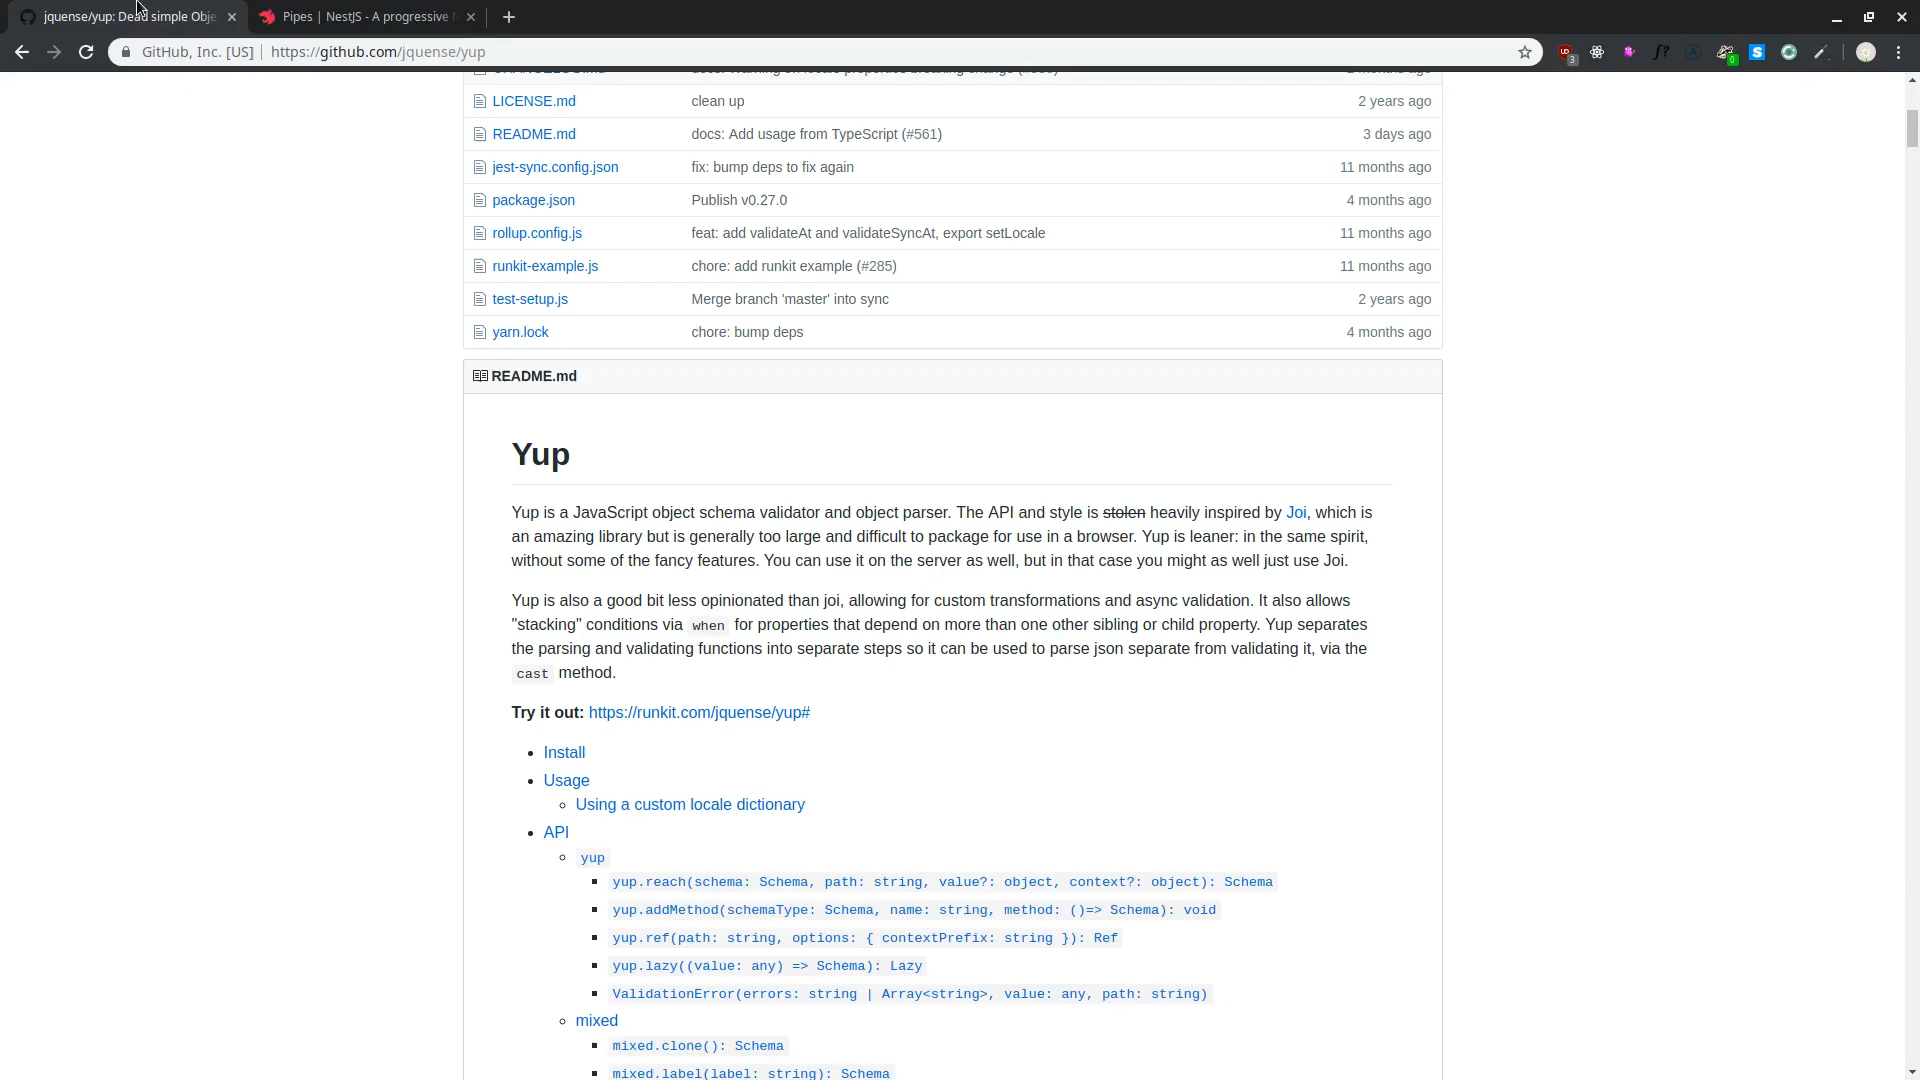 jquense/yup: Dead simple Obje
Pipes | NestJS - A progressive N
GitHub, Inc. [US] | https://github.com/jquense/yup
3
0
LICENSE.md clean up 2 years ago
README.md docs: Add usage from TypeScript (#561) 3 days ago
jest-sync.config.json fix: bump deps to fix again 11 months ago
package.json Publish v0.27.0 4 months ago
rollup.config.js feat: add validateAt and validateSyncAt, export setLocale 11 months ago
runkit-example.js chore: add runkit example (#285) 11 months ago
test-setup.js Merge branch 'master' into sync 2 years ago
yarn.lock chore: bump deps 4 months ago
README.md
Yup
Yup is a JavaScript object schema validator and object parser. The API and style is stolen heavily inspired by Joi, which is
an amazing library but is generally too large and difficult to package for use in a browser. Yup is leaner: in the same spirit,
without some of the fancy features. You can use it on the server as well, but in that case you might as well just use Joi.
Yup is also a good bit less opinionated than joi, allowing for custom transformations and async validation. It also allows
"stacking" conditions via when for properties that depend on more than one other sibling or child property. Yup separates
the parsing and validating functions into separate steps so it can be used to parse json separate from validating it, via the
cast method.
Try it out: https://runkit.com/jquense/yup#
Install
Usage
Using a custom locale dictionary
API
yup
yup.reach(schema: Schema, path: string, value?: object, context?: object): Schema
yup.addMethod(schemaType: Schema, name: string, method: ()=> Schema): void
yup.ref(path: string, options: { contextPrefix: string }): Ref
yup.lazy((value: any) => Schema): Lazy
ValidationError(errors: string | Array<string>, value: any, path: string)
mixed
mixed.clone(): Schema
mixed.label(label: string): Schema